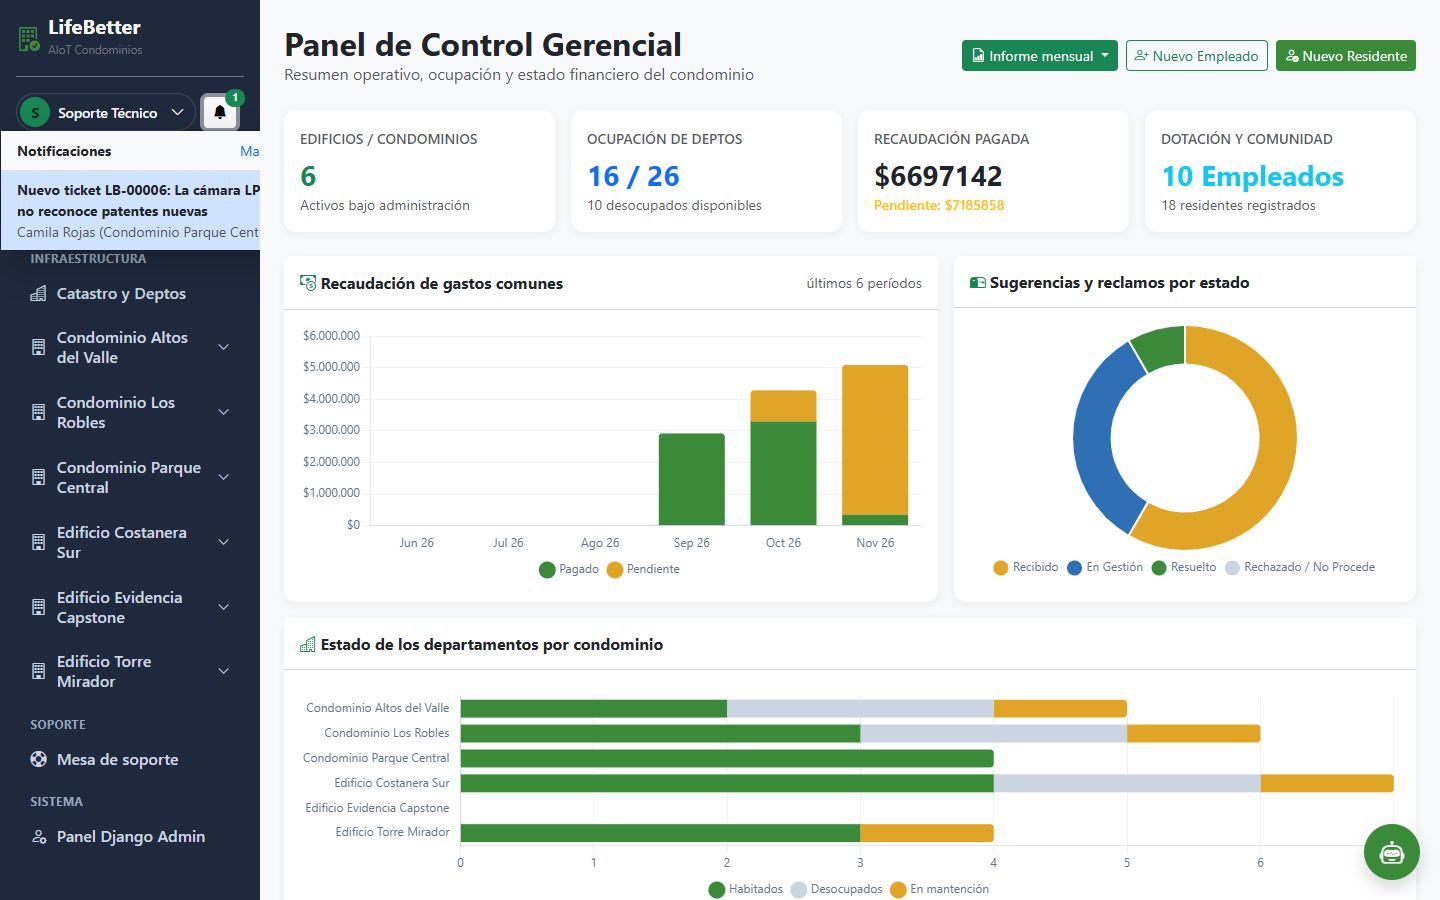 LifeBetter
AIoT Condominios
S
Soporte Técnico
1
Notificaciones
Ma
Nuevo ticket LB-00006: La cámara LP
no reconoce patentes nuevas
Camila Rojas (Condominio Parque Cent
INFRAESTRUCTURA
Catastro y Deptos
Condominio Altos
del Valle
Condominio Los
Robles
Condominio Parque
Central
Edificio Costanera
Sur
Edificio Evidencia
Capstone
Edificio Torre
Mirador
SOPORTE
Mesa de soporte
SISTEMA
Panel Django Admin
Panel de Control Gerencial
Resumen operativo, ocupación y estado financiero del condominio
Informe mensual
Nuevo Empleado
Nuevo Residente
EDIFICIOS / CONDOMINIOS
6
Activos bajo administración
OCUPACIÓN DE DEPTOS
16 / 26
10 desocupados disponibles
RECAUDACIÓN PAGADA
$6697142
Pendiente: $7185858
DOTACIÓN Y COMUNIDAD
10 Empleados
18 residentes registrados
Recaudación de gastos comunes
últimos 6 períodos
$6.000.000
$5.000.000
$4.000.000
$3.000.000
$2.000.000
$1.000.000
$0
Jun 26 Jul 26 Ago 26 Sep 26 Oct 26 Nov 26
Pagado Pendiente
Sugerencias y reclamos por estado
Recibido En Gestión Resuelto Rechazado / No Procede
Estado de los departamentos por condominio
Condominio Altos del Valle
Condominio Los Robles
Condominio Parque Central
Edificio Costanera Sur
Edificio Evidencia Capstone
Edificio Torre Mirador
0 1 2 3 4 5 6
Habitados Desocupados En mantención